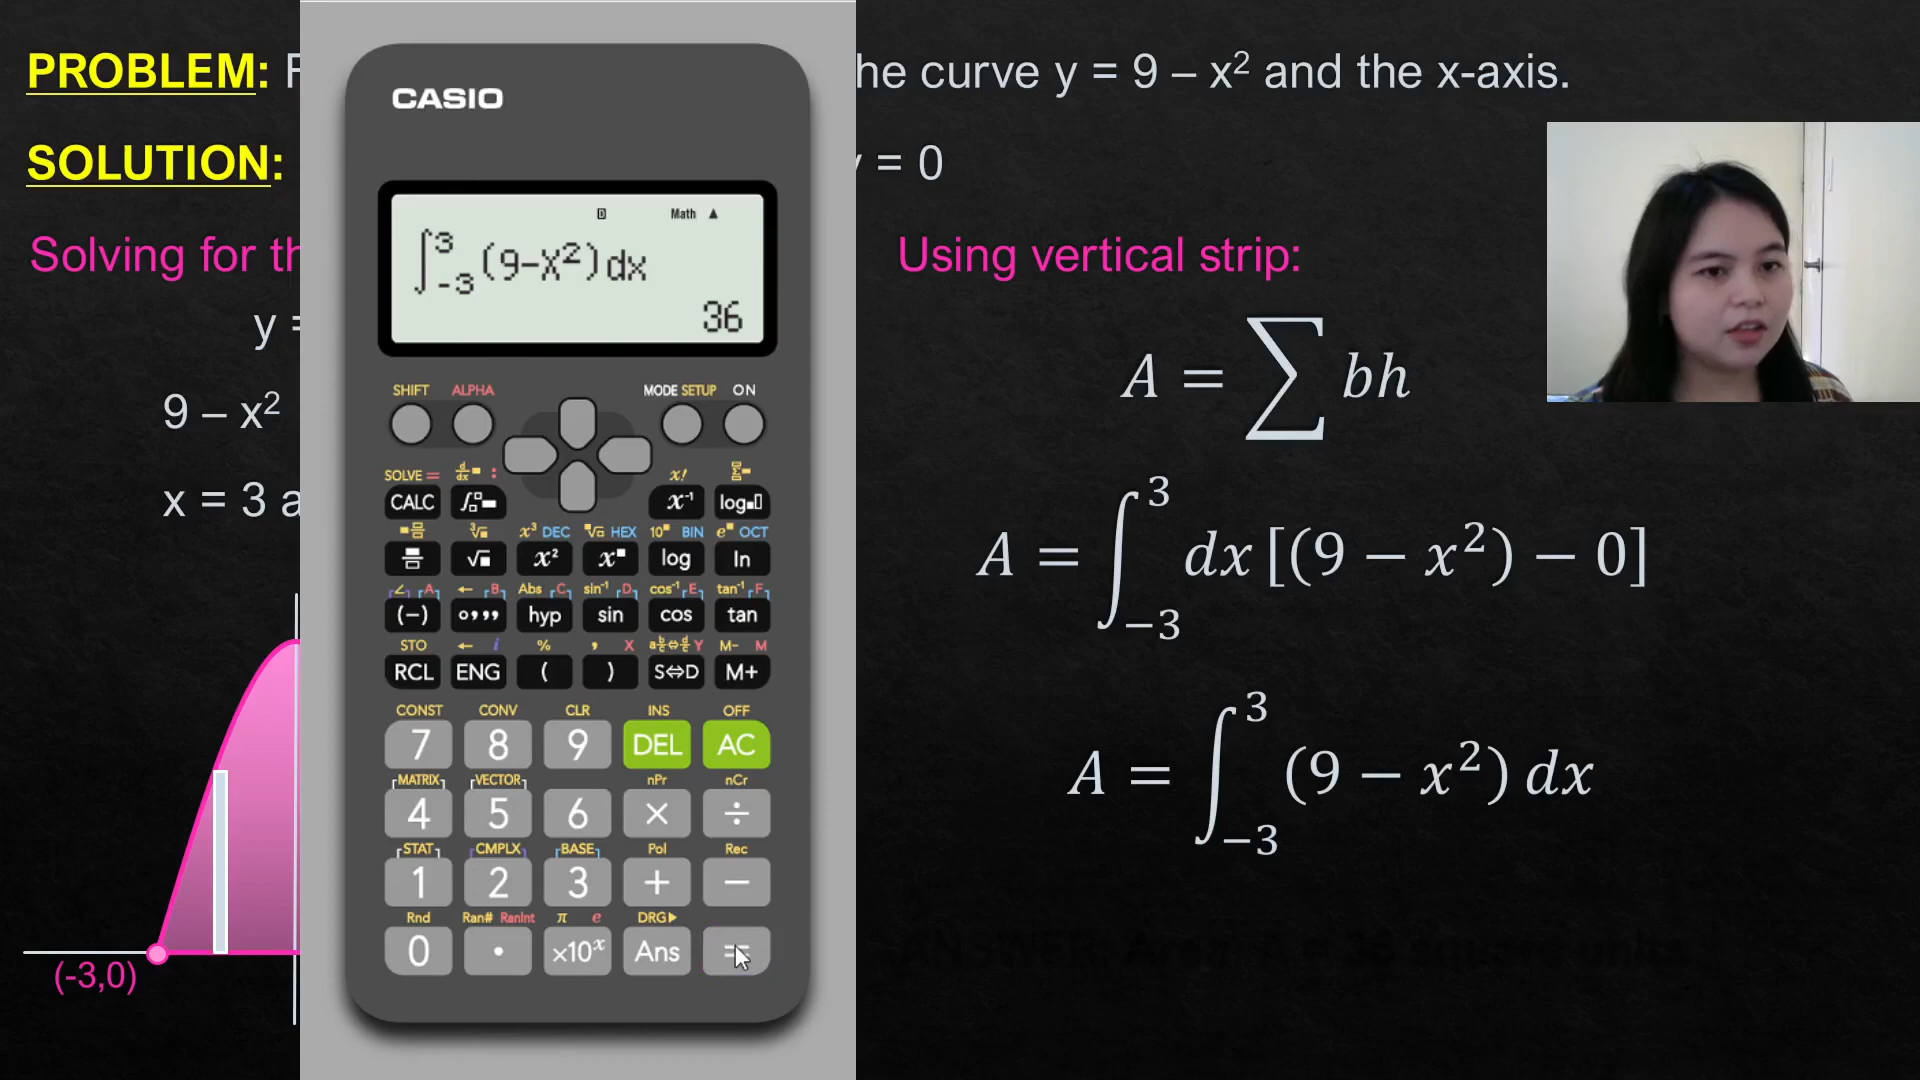 PROBLEM: F
he curve y = 9 – x² and the x-axis.
SOLUTION:
y = 0
Solving for th
y =
9 – x²
x = 3 a
(-3,0)
CASIO
D Math ▲
∫₋₃³ (9-X²)dx
36
SHIFT ALPHA MODE SETUP ON
SOLVE = d/dx■ : x! Σ■
CALC ∫■ x⁻¹ log■□
■■/■ ³√■ x³ DEC ■√□ HEX 10■ BIN e■ OCT
■/□ √■ x² x■ log ln
∠ A ← B Abs C sin⁻¹ D cos⁻¹ E tan⁻¹ F
(−) °,,, hyp sin cos tan
STO ← i % , X a b/c⇔d/c Y M− M
RCL ENG ( ) S⇔D M+
CONST CONV CLR INS OFF
7 8 9 DEL AC
MATRIX VECTOR nPr nCr
4 5 6 × ÷
STAT CMPLX BASE Pol Rec
1 2 3 + −
Rnd Ran# RanInt π e DRG▶
0 • ×10ˣ Ans =
Using vertical strip:
A = ∑ bh
A = ∫₋₃³ dx [(9 − x²) − 0]
A = ∫₋₃³ (9 − x²) dx